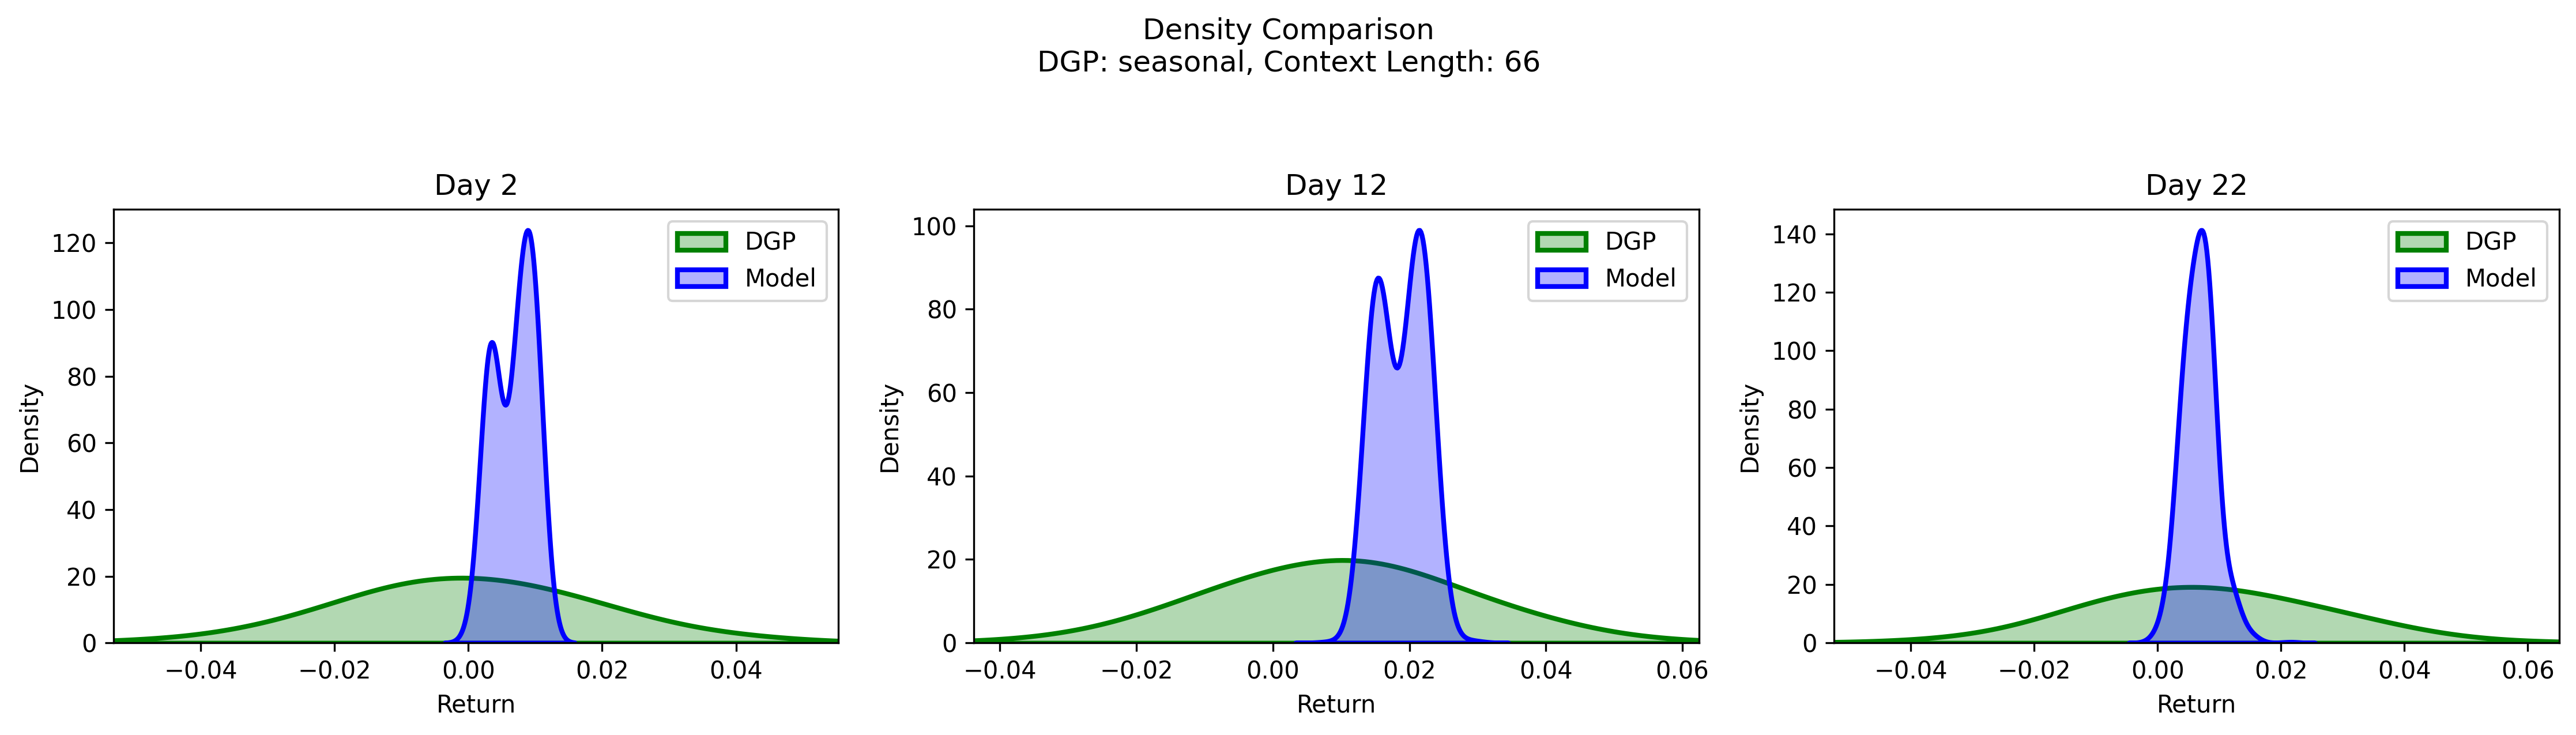 Density Comparison
DGP: seasonal, Context Length: 66
Day 2
Density
120
100
80
60
40
20
0
−0.04
−0.02
0.00
0.02
0.04
Return
DGP
Model
Day 12
Density
100
80
60
40
20
0
−0.04
−0.02
0.00
0.02
0.04
0.06
Return
DGP
Model
Day 22
Density
140
120
100
80
60
40
20
0
−0.04
−0.02
0.00
0.02
0.04
0.06
Return
DGP
Model